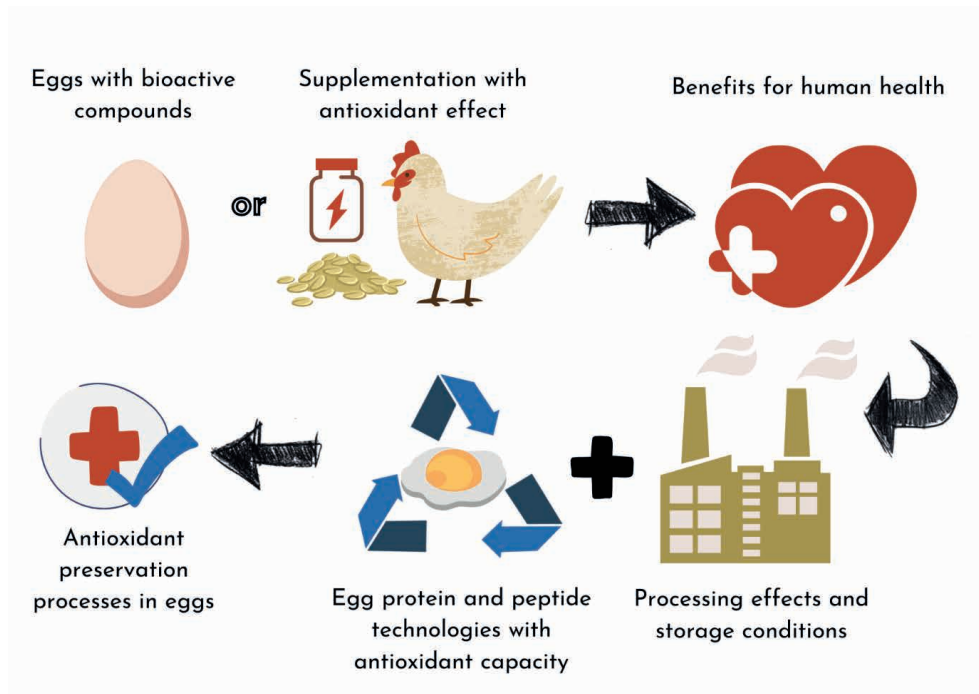 Eggs with bioactive
compounds
or
Supplementation with
antioxidant effect
Benefits for human health
Antioxidant
preservation
processes in eggs
Egg protein and peptide
technologies with
antioxidant capacity
Processing effects and
storage conditions